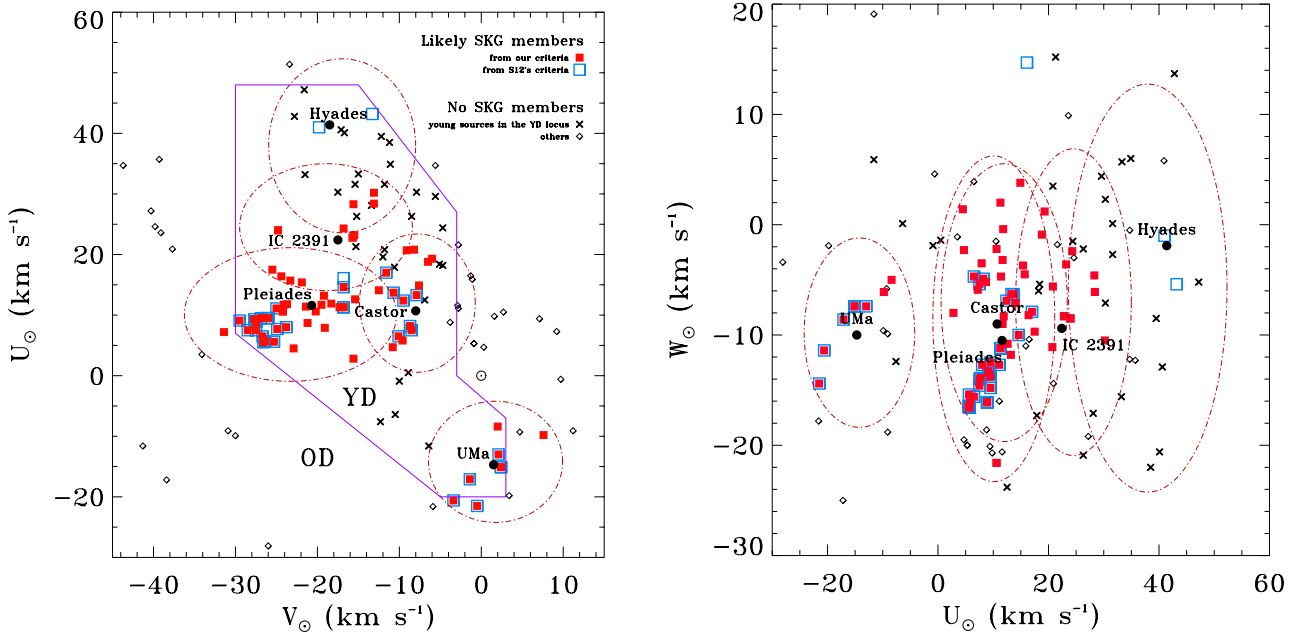 60
40
20
0
−20
−40
−30
−20
−10
0
10
U⊙ (km s⁻¹)
V⊙ (km s⁻¹)
Likely SKG members
from our criteria
from S12's criteria
No SKG members
young sources in the YD locus
others
Hyades
IC 2391
Pleiades
Castor
YD
OD
UMa
20
10
0
−10
−20
−30
−20
0
20
40
60
W⊙ (km s⁻¹)
U⊙ (km s⁻¹)
Hyades
Castor
UMa
IC 2391
Pleiades